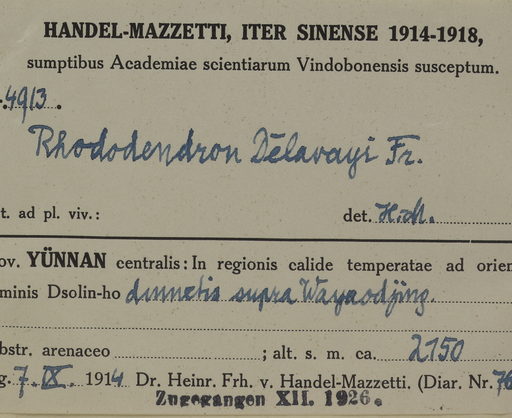 HANDEL-MAZZETTI, ITER SINENSE 1914-1918,
sumptibus Academiae scientiarum Vindobonensis susceptum.
4913.
Rhododendron Delavayi Fr.
t. ad pl. viv.: det. H.-M.
ov. YÜNNAN centralis: In regionis calide temperatae ad orien
minis Dsolin-ho dumetis supra Wayaodjing.
bstr. arenaceo ; alt. s. m. ca. 2150
g. 7. IX. 1914 Dr. Heinr. Frh. v. Handel-Mazzetti. (Diar. Nr. 76
Zugegangen XII. 1926.